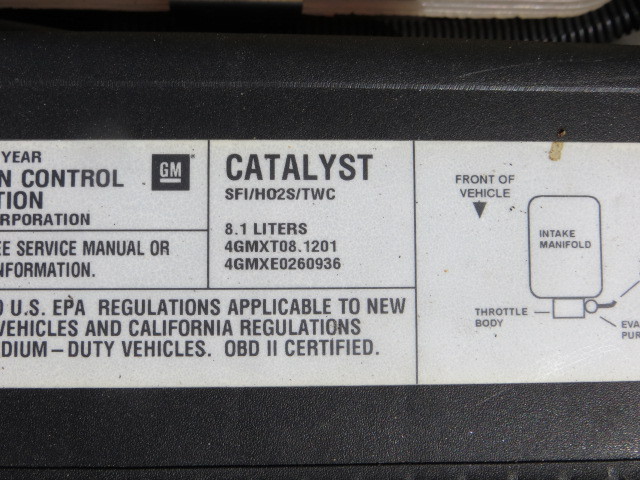 YEAR
N CONTROL
TION
ORPORATION
GM
EE SERVICE MANUAL OR
NFORMATION.
CATALYST
SFI/HO2S/TWC
8.1 LITERS
4GMXT08.1201
4GMXE0260936
U.S. EPA REGULATIONS APPLICABLE TO NEW
VEHICLES AND CALIFORNIA REGULATIONS
DIUM – DUTY VEHICLES. OBD II CERTIFIED.
FRONT OF
VEHICLE
INTAKE
MANIFOLD
THROTTLE
BODY
EVA
PUR